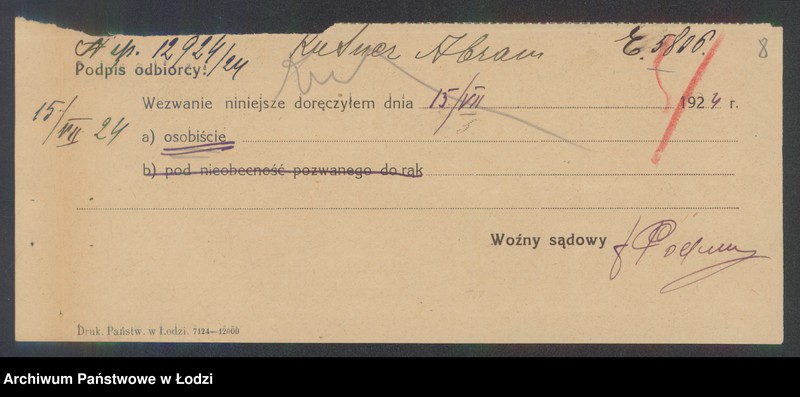 N sp. 12924/24 Kutner Abram E. 5806. 8
Podpis odbiorcy:
15/VII 24
Wezwanie niniejsze doręczyłem dnia 15/VII 1924 r.
a) osobiście
b) pod nieobecność pozwanego do rąk
Woźny sądowy
Druk. Państw. w Łodzi. 7124—12000
Archiwum Państwowe w Łodzi